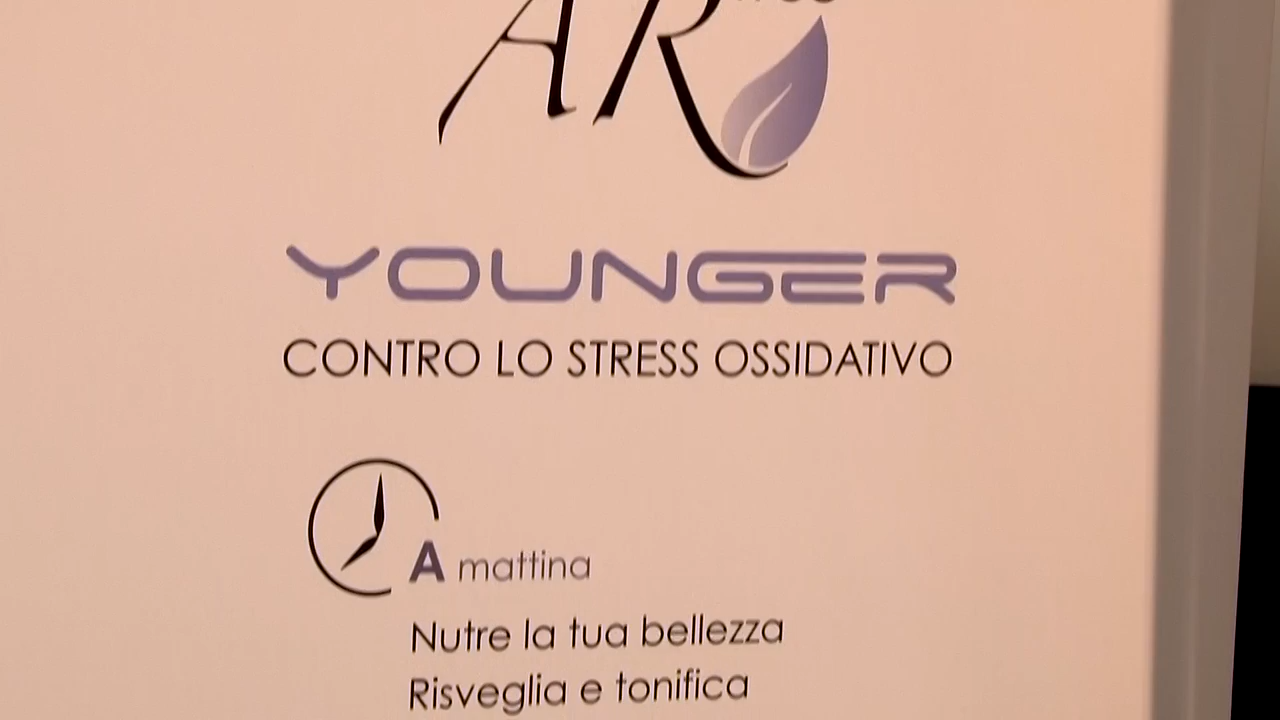 AR
YOUNGER
CONTRO LO STRESS OSSIDATIVO
A mattina
Nutre la tua bellezza
Risveglia e tonifica